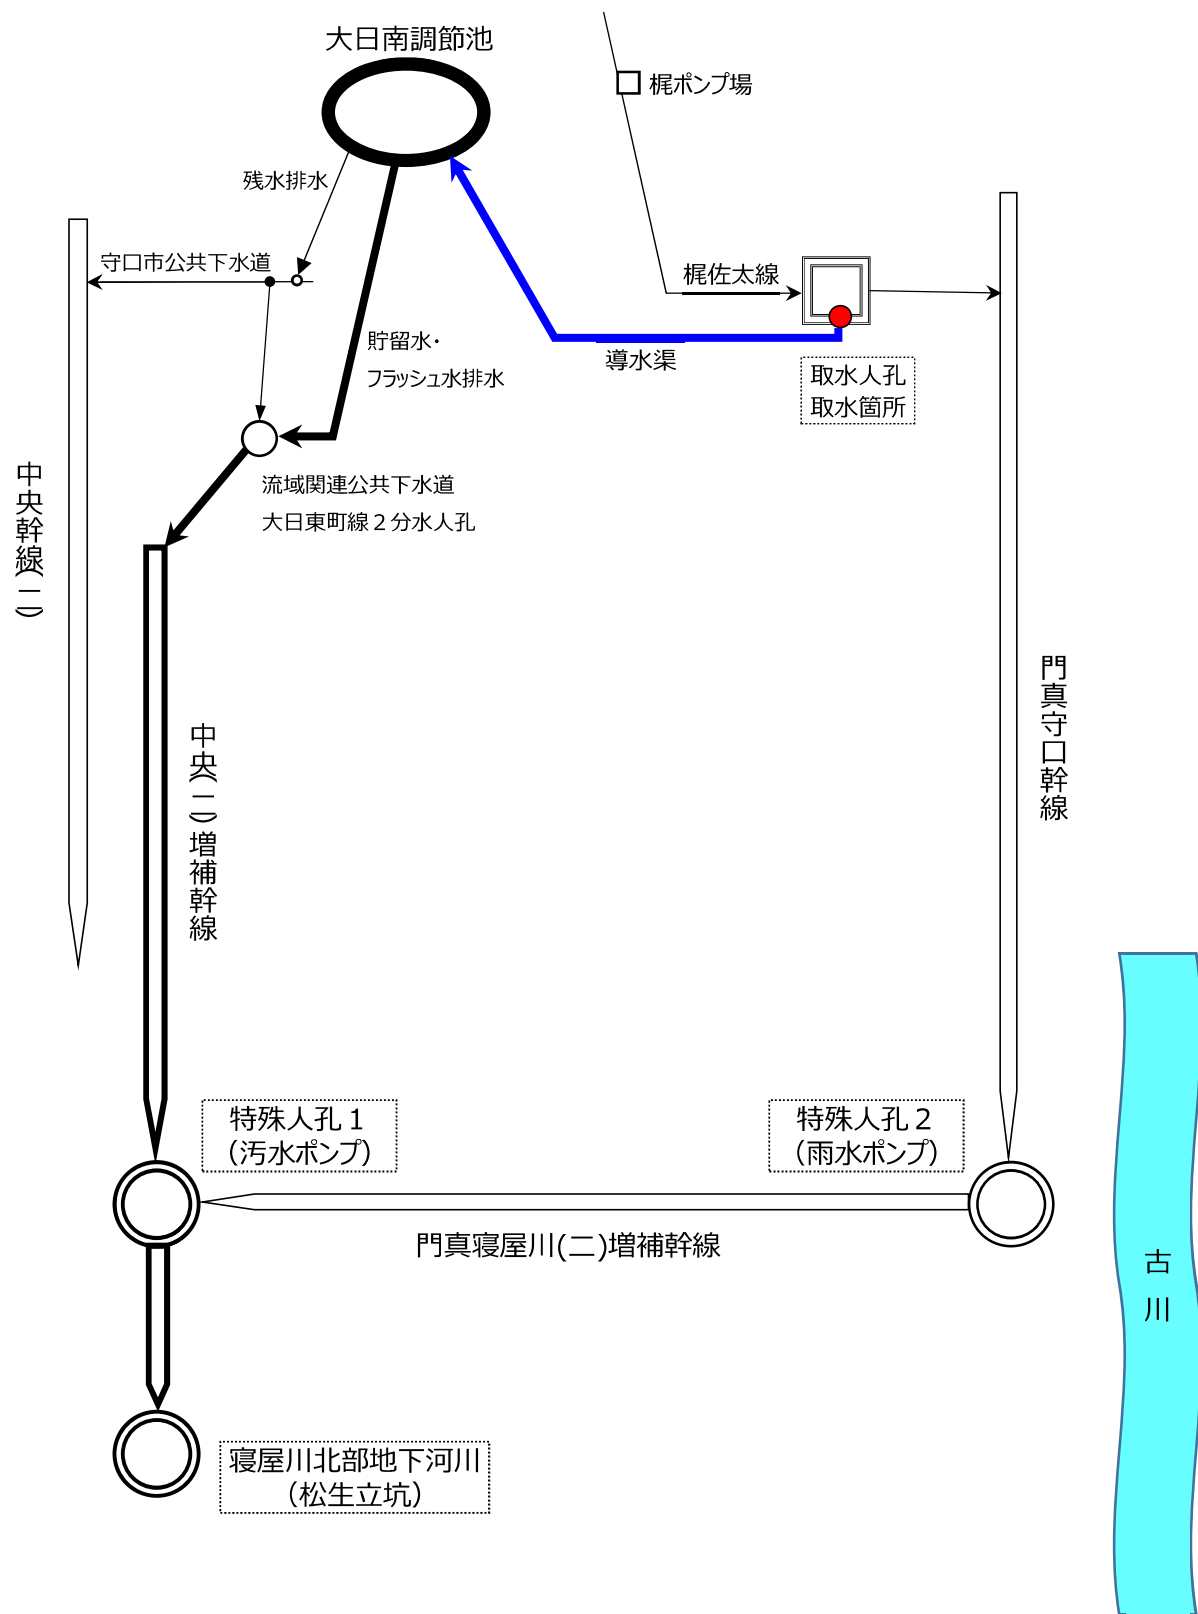 大日南調節池
梶ポンプ場
残水排水
守口市公共下水道
梶佐太線
貯留水・
フラッシュ水排水
導水渠
取水人孔
取水箇所
流域関連公共下水道
大日東町線２分水人孔
中央幹線(二)
門真守口幹線
中央(二)増補幹線
特殊人孔１
（汚水ポンプ）
特殊人孔２
（雨水ポンプ）
門真寝屋川(二)増補幹線
古川
寝屋川北部地下河川
（松生立坑）